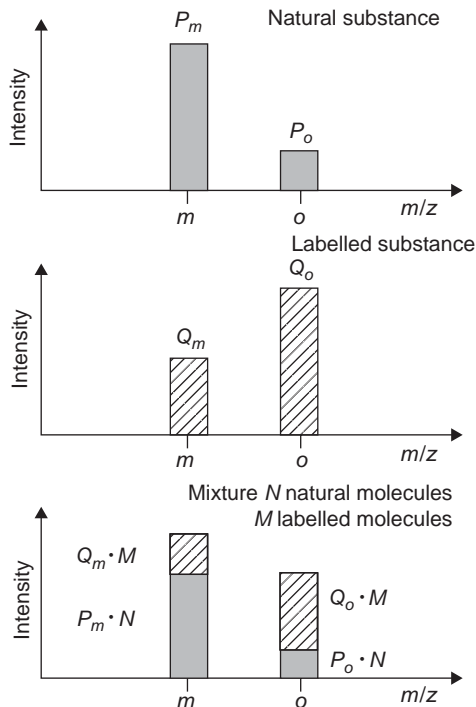 Natural substance
P_m
P_o
Intensity
m
o
m/z
Labelled substance
Q_o
Q_m
Intensity
m
o
m/z
Mixture N natural molecules
M labelled molecules
Q_m · M
Q_o · M
P_m · N
P_o · N
Intensity
m
o
m/z